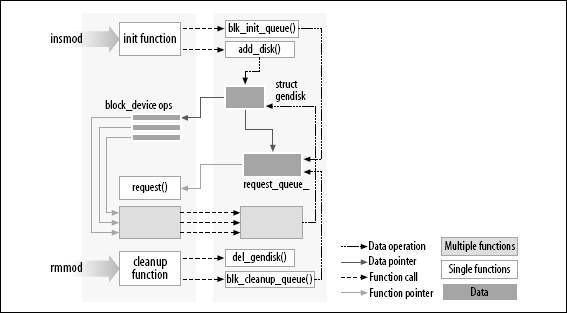 insmod
init function
blk_init_queue()
add_disk()
struct
gendisk
block_device ops
request_queue_
request()
rmmod
cleanup
function
del_gendisk()
blk_cleanup_queue()
Data operation
Data pointer
Function call
Function pointer
Multiple functions
Single functions
Data